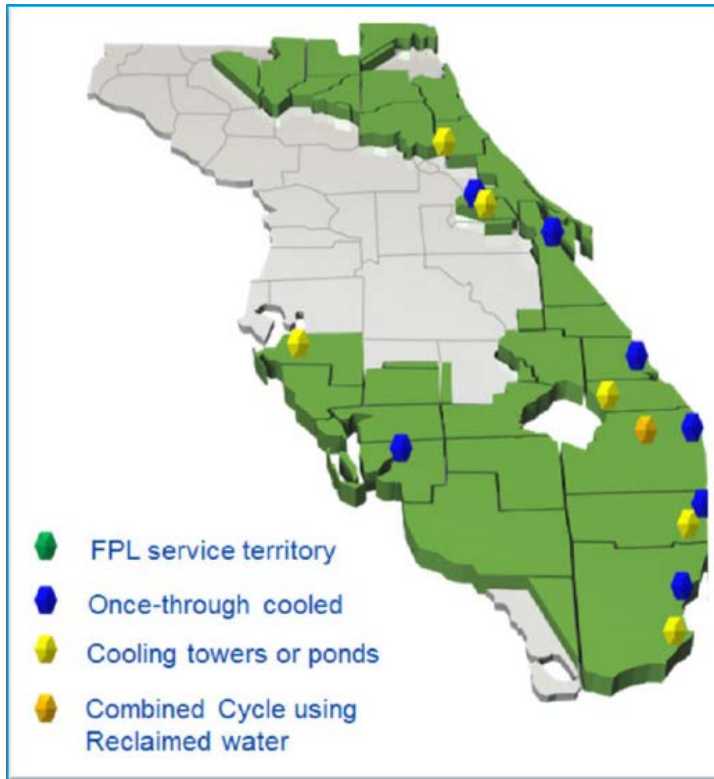 FPL service territory
Once-through cooled
Cooling towers or ponds
Combined Cycle using
Reclaimed water